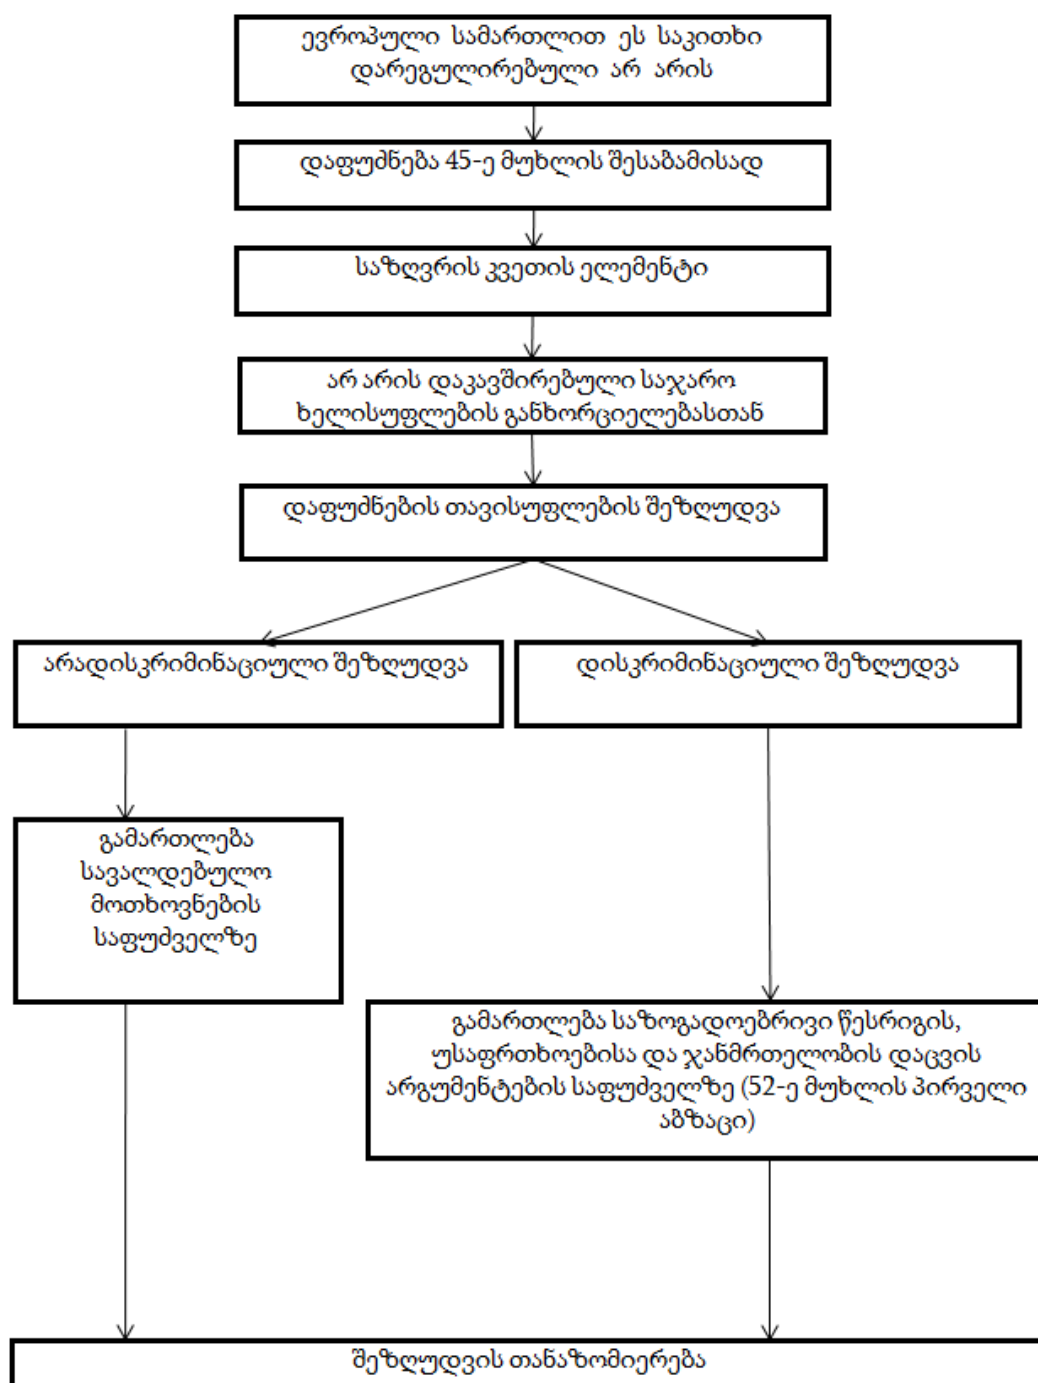 ევროპული სამართლით ეს საკითხი
დარეგულირებული არ არის
დაფუძნება 45-ე მუხლის შესაბამისად
საზღვრის კვეთის ელემენტი
არ არის დაკავშირებული საჯარო
ხელისუფლების განხორციელებასთან
დაფუძნების თავისუფლების შეზღუდვა
არადისკრიმინაციული შეზღუდვა
დისკრიმინაციული შეზღუდვა
გამართლება
სავალდებულო
მოთხოვნების
საფუძველზე
გამართლება საზოგადოებრივი წესრიგის,
უსაფრთხოებისა და ჯანმრთელობის დაცვის
არგუმენტების საფუძველზე (52-ე მუხლის პირველი
აბზაცი)
შეზღუდვის თანაზომიერება